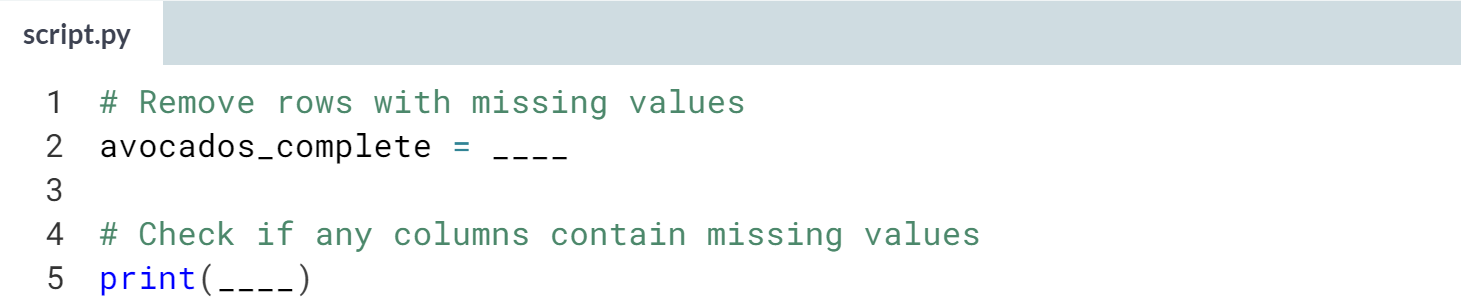 script.py
1 # Remove rows with missing values
2 avocados_complete = ____
3
4 # Check if any columns contain missing values
5 print(____)